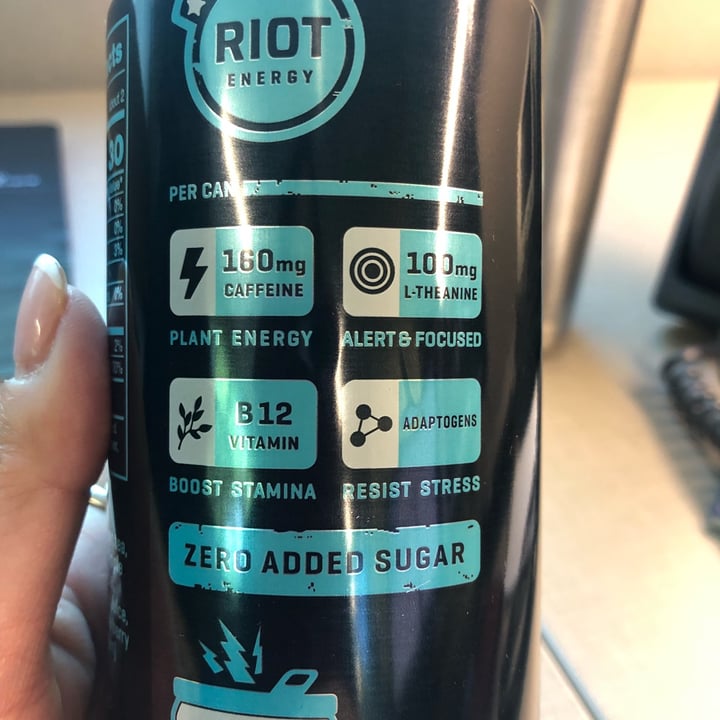 RIOT
ENERGY
PER CAN
160mg
CAFFEINE
PLANT ENERGY
100mg
L-THEANINE
ALERT & FOCUSED
B12
VITAMIN
BOOST STAMINA
ADAPTOGENS
RESIST STRESS
ZERO ADDED SUGAR